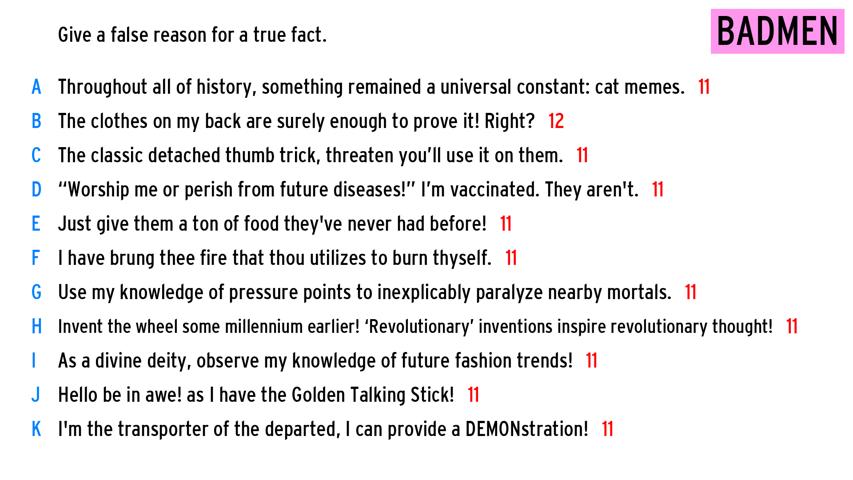 Give a false reason for a true fact.
BADMEN
A Throughout all of history, something remained a universal constant: cat memes. 11
B The clothes on my back are surely enough to prove it! Right? 12
C The classic detached thumb trick, threaten you'll use it on them. 11
D “Worship me or perish from future diseases!” I'm vaccinated. They aren't. 11
E Just give them a ton of food they've never had before! 11
F I have brung thee fire that thou utilizes to burn thyself. 11
G Use my knowledge of pressure points to inexplicably paralyze nearby mortals. 11
H Invent the wheel some millennium earlier! ‘Revolutionary’ inventions inspire revolutionary thought! 11
I As a divine deity, observe my knowledge of future fashion trends! 11
J Hello be in awe! as I have the Golden Talking Stick! 11
K I'm the transporter of the departed, I can provide a DEMONstration! 11